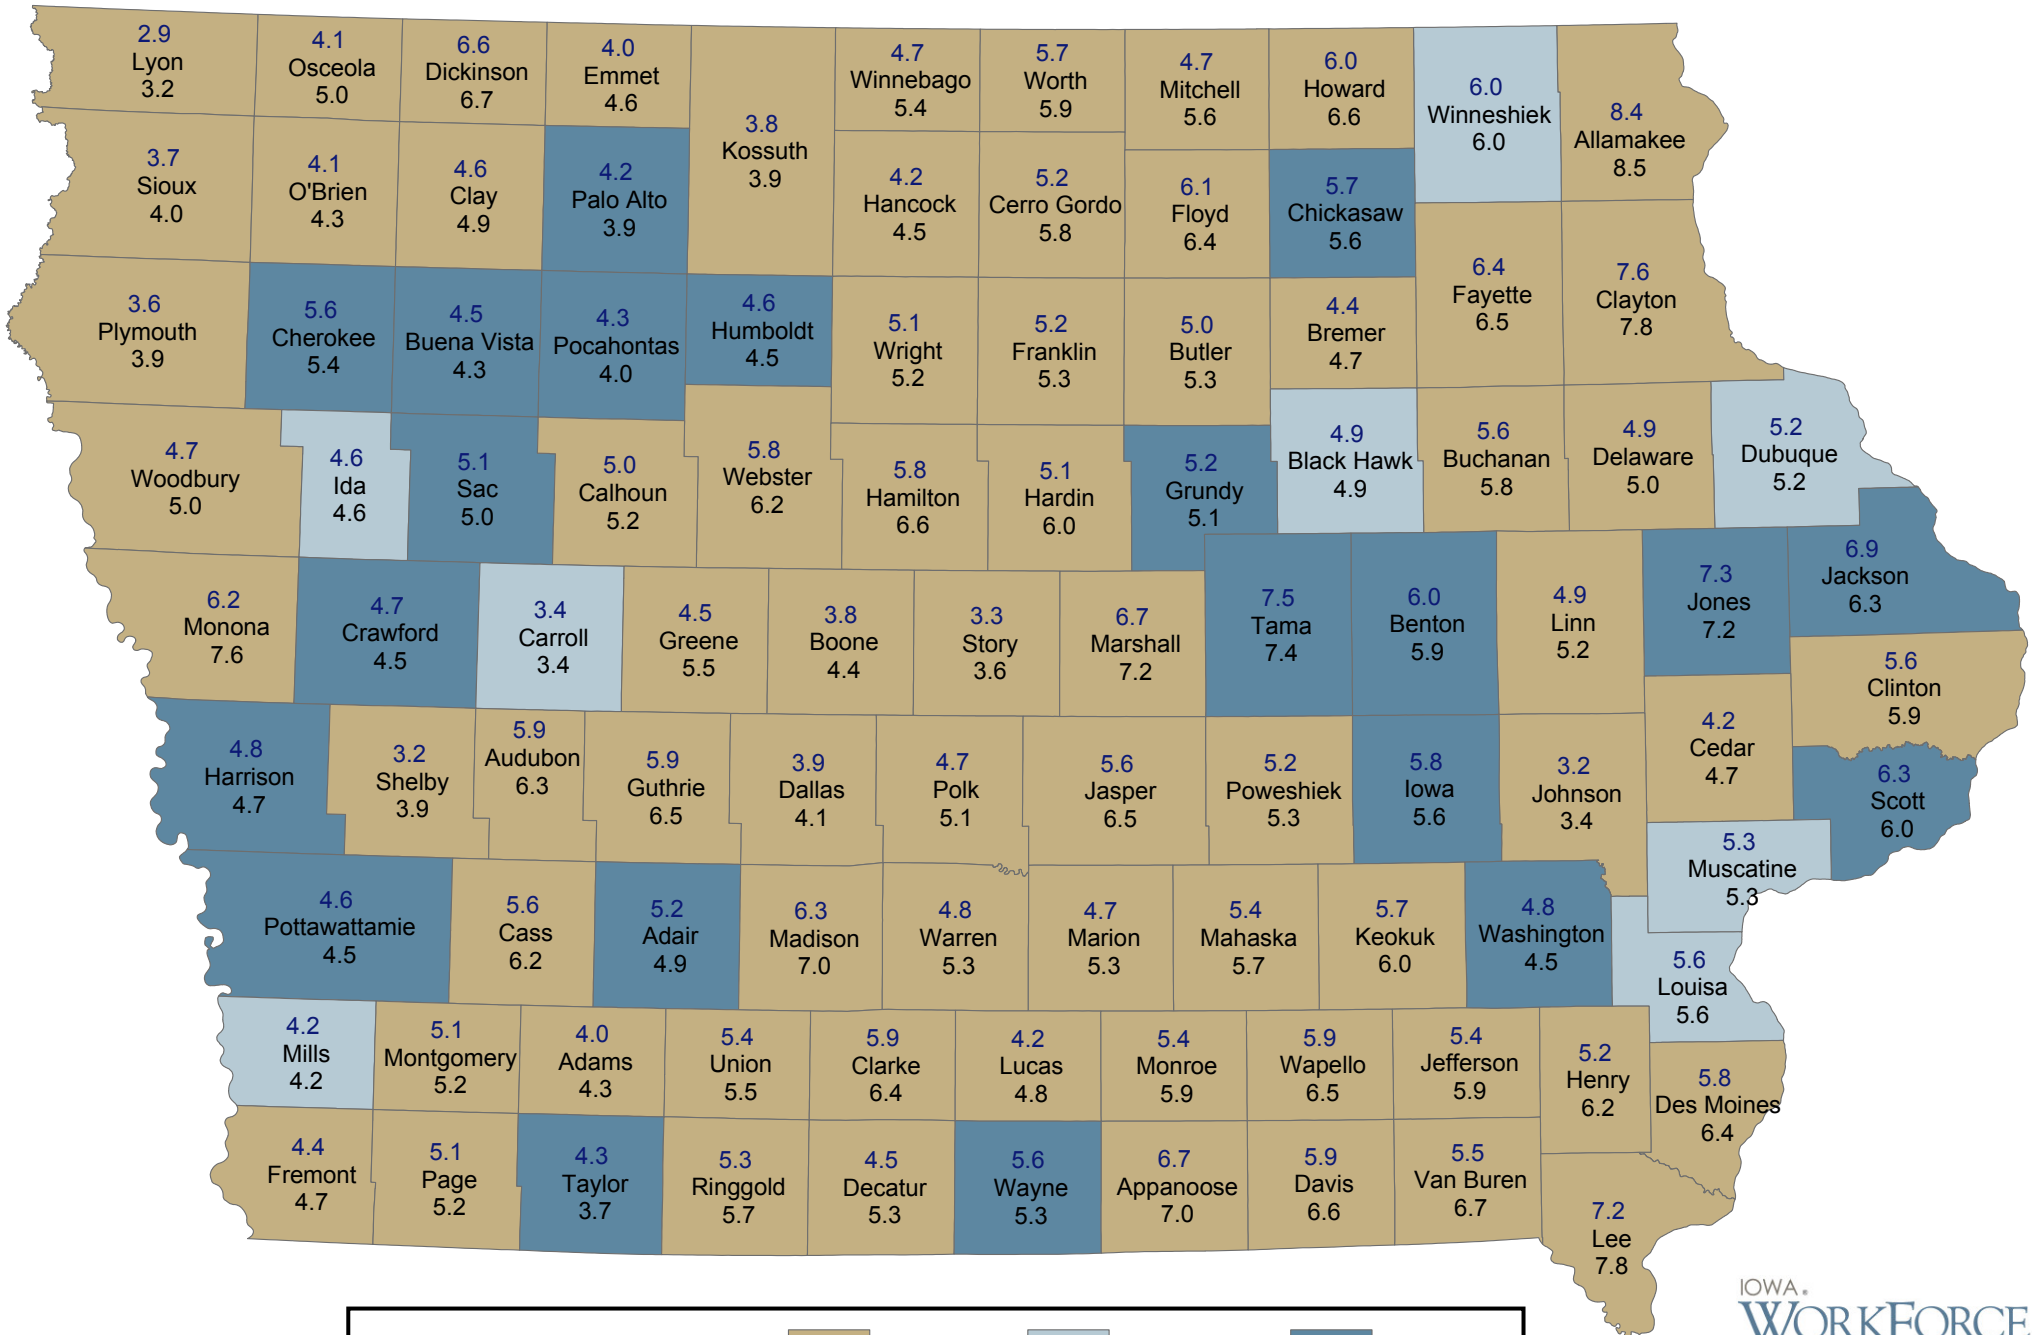 2.9
Lyon
3.2
4.1
Osceola
5.0
6.6
Dickinson
6.7
4.0
Emmet
4.6
3.8
Kossuth
3.9
4.7
Winnebago
5.4
5.7
Worth
5.9
4.7
Mitchell
5.6
6.0
Howard
6.6
6.0
Winneshiek
6.0
8.4
Allamakee
8.5
3.7
Sioux
4.0
4.1
O'Brien
4.3
4.6
Clay
4.9
4.2
Palo Alto
3.9
4.2
Hancock
4.5
5.2
Cerro Gordo
5.8
6.1
Floyd
6.4
5.7
Chickasaw
5.6
6.4
Fayette
6.5
7.6
Clayton
7.8
3.6
Plymouth
3.9
5.6
Cherokee
5.4
4.5
Buena Vista
4.3
4.3
Pocahontas
4.0
4.6
Humboldt
4.5
5.1
Wright
5.2
5.2
Franklin
5.3
5.0
Butler
5.3
4.4
Bremer
4.7
4.7
Woodbury
5.0
4.6
Ida
4.6
5.1
Sac
5.0
5.0
Calhoun
5.2
5.8
Webster
6.2
5.8
Hamilton
6.6
5.1
Hardin
6.0
5.2
Grundy
5.1
4.9
Black Hawk
4.9
5.6
Buchanan
5.8
4.9
Delaware
5.0
5.2
Dubuque
5.2
6.2
Monona
7.6
4.7
Crawford
4.5
3.4
Carroll
3.4
4.5
Greene
5.5
3.8
Boone
4.4
3.3
Story
3.6
6.7
Marshall
7.2
7.5
Tama
7.4
6.0
Benton
5.9
4.9
Linn
5.2
7.3
Jones
7.2
6.9
Jackson
6.3
5.6
Clinton
5.9
4.8
Harrison
4.7
3.2
Shelby
3.9
5.9
Audubon
6.3
5.9
Guthrie
6.5
3.9
Dallas
4.1
4.7
Polk
5.1
5.6
Jasper
6.5
5.2
Poweshiek
5.3
5.8
Iowa
5.6
3.2
Johnson
3.4
4.2
Cedar
4.7
6.3
Scott
6.0
5.3
Muscatine
5.3
4.6
Pottawattamie
4.5
5.6
Cass
6.2
5.2
Adair
4.9
6.3
Madison
7.0
4.8
Warren
5.3
4.7
Marion
5.3
5.4
Mahaska
5.7
5.7
Keokuk
6.0
4.8
Washington
4.5
5.6
Louisa
5.6
4.2
Mills
4.2
5.1
Montgomery
5.2
4.0
Adams
4.3
5.4
Union
5.5
5.9
Clarke
6.4
4.2
Lucas
4.8
5.4
Monroe
5.9
5.9
Wapello
6.5
5.4
Jefferson
5.9
5.2
Henry
6.2
5.8
Des Moines
6.4
4.4
Fremont
4.7
5.1
Page
5.2
4.3
Taylor
3.7
5.3
Ringgold
5.7
4.5
Decatur
5.3
5.6
Wayne
5.3
6.7
Appanoose
7.0
5.9
Davis
6.6
5.5
Van Buren
6.7
7.2
Lee
7.8
IOWA
WORKFORCE